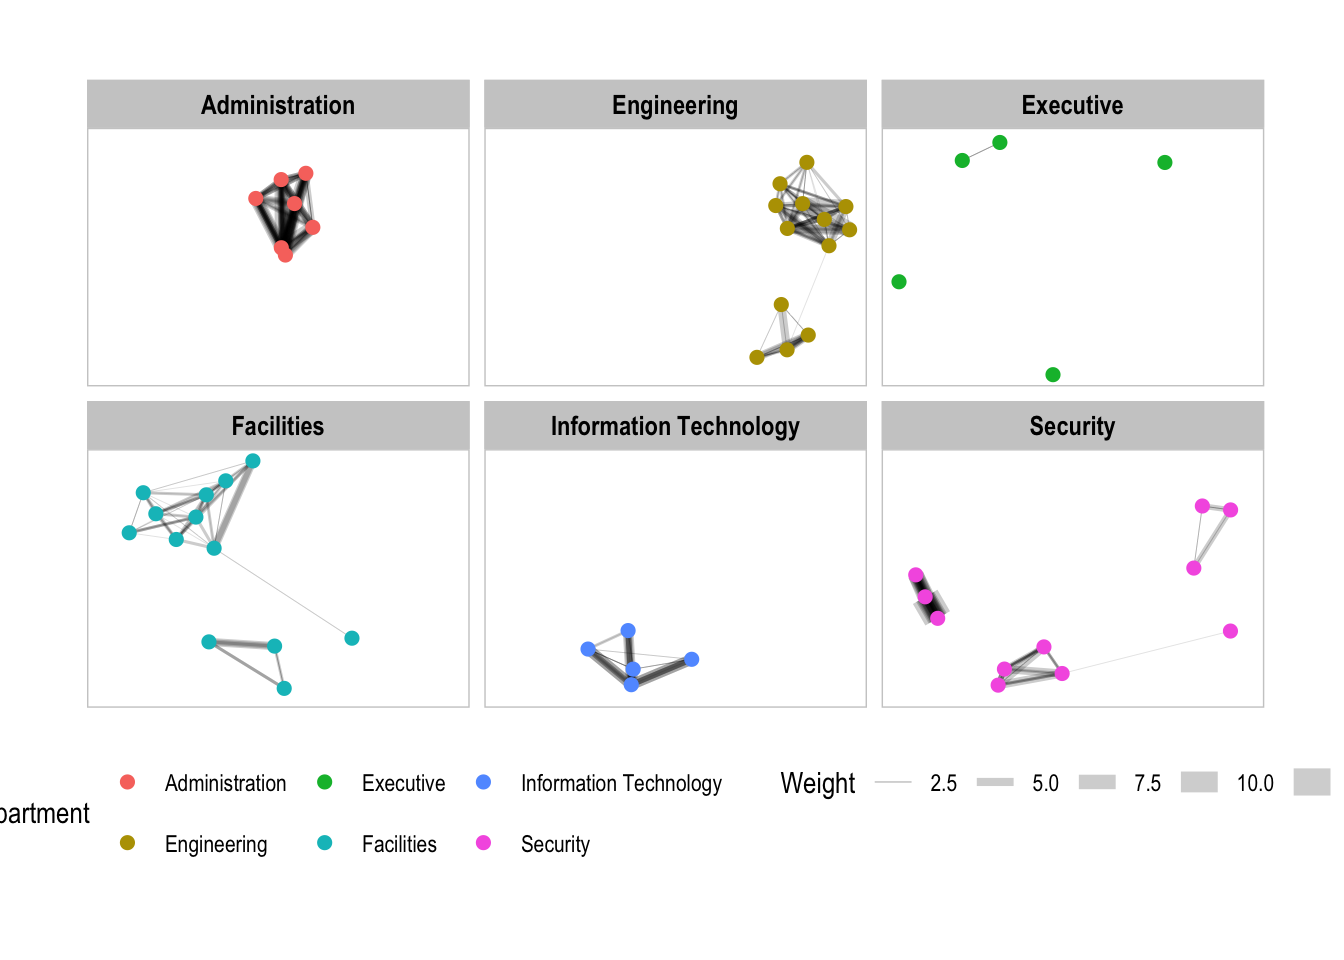 Administration
Engineering
Executive
Facilities
Information Technology
Security
Administration
Executive
Information Technology
Weight
2.5
5.0
7.5
10.0
partment
Engineering
Facilities
Security